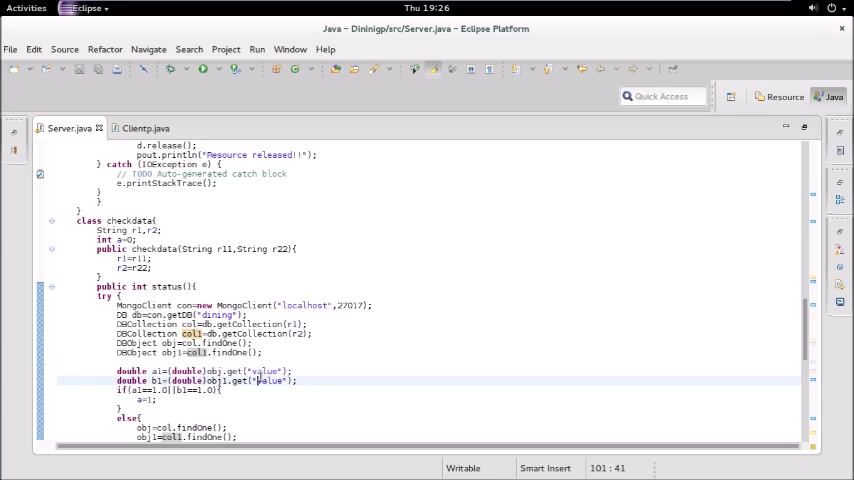 Activities Eclipse Thu 19:26
Java - Dininigp/src/Server.java - Eclipse Platform
File Edit Source Refactor Navigate Search Project Run Window Help
Quick Access Resource Java
Server.java Clientp.java
d.release();
pout.println("Resource released!!");
} catch (IOException e) {
// TODO Auto-generated catch block
e.printStackTrace();
}
}
}
class checkdata{
String r1,r2;
int a=0;
public checkdata(String r11,String r22){
r1=r11;
r2=r22;
}
public int status(){
try {
MongoClient con=new MongoClient("localhost",27017);
DB db=con.getDB("dining");
DBCollection col=db.getCollection(r1);
DBCollection col1=db.getCollection(r2);
DBObject obj=col.findOne();
DBObject obj1=col1.findOne();
double a1=(double)obj.get("value");
double b1=(double)obj1.get("value");
if(a1==1.0||b1==1.0){
a=1;
}
else{
obj=col.findOne();
obj1=col1.findOne();
Writable Smart Insert 101 : 41